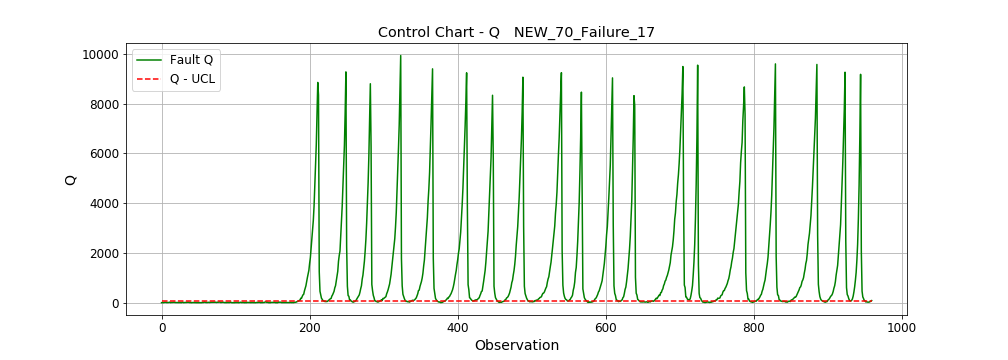 Control Chart - Q   NEW_70_Failure_17
Fault Q
Q - UCL
10000
8000
6000
4000
2000
0
Q
0 200 400 600 800 1000
Observation